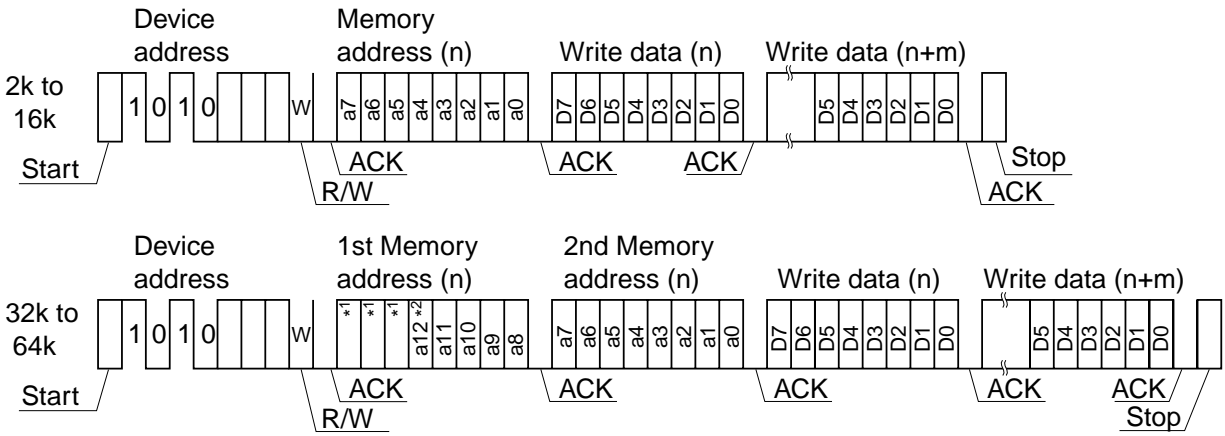 Device address Memory address (n) Write data (n) Write data (n+m)
2k to 16k
1 0 1 0 W a7 a6 a5 a4 a3 a2 a1 a0 D7 D6 D5 D4 D3 D2 D1 D0 D5 D4 D3 D2 D1 D0
Start ACK ACK ACK Stop
R/W ACK
Device address 1st Memory address (n) 2nd Memory address (n) Write data (n) Write data (n+m)
32k to 64k
1 0 1 0 W *1 *1 *1 a12 *2 a11 a10 a9 a8 a7 a6 a5 a4 a3 a2 a1 a0 D7 D6 D5 D4 D3 D2 D1 D0 D5 D4 D3 D2 D1 D0
Start ACK ACK ACK ACK ACK
R/W Stop